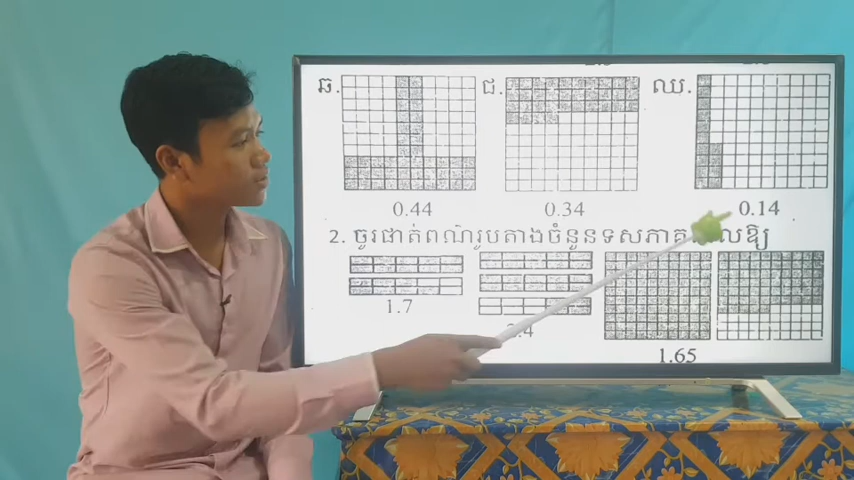 ឆ. ជ. ឈ.
0.44 0.34 0.14
2. ចូរផាត់ពណ៌រូបតាងចំនួនទសភាគ
1.7 1.65